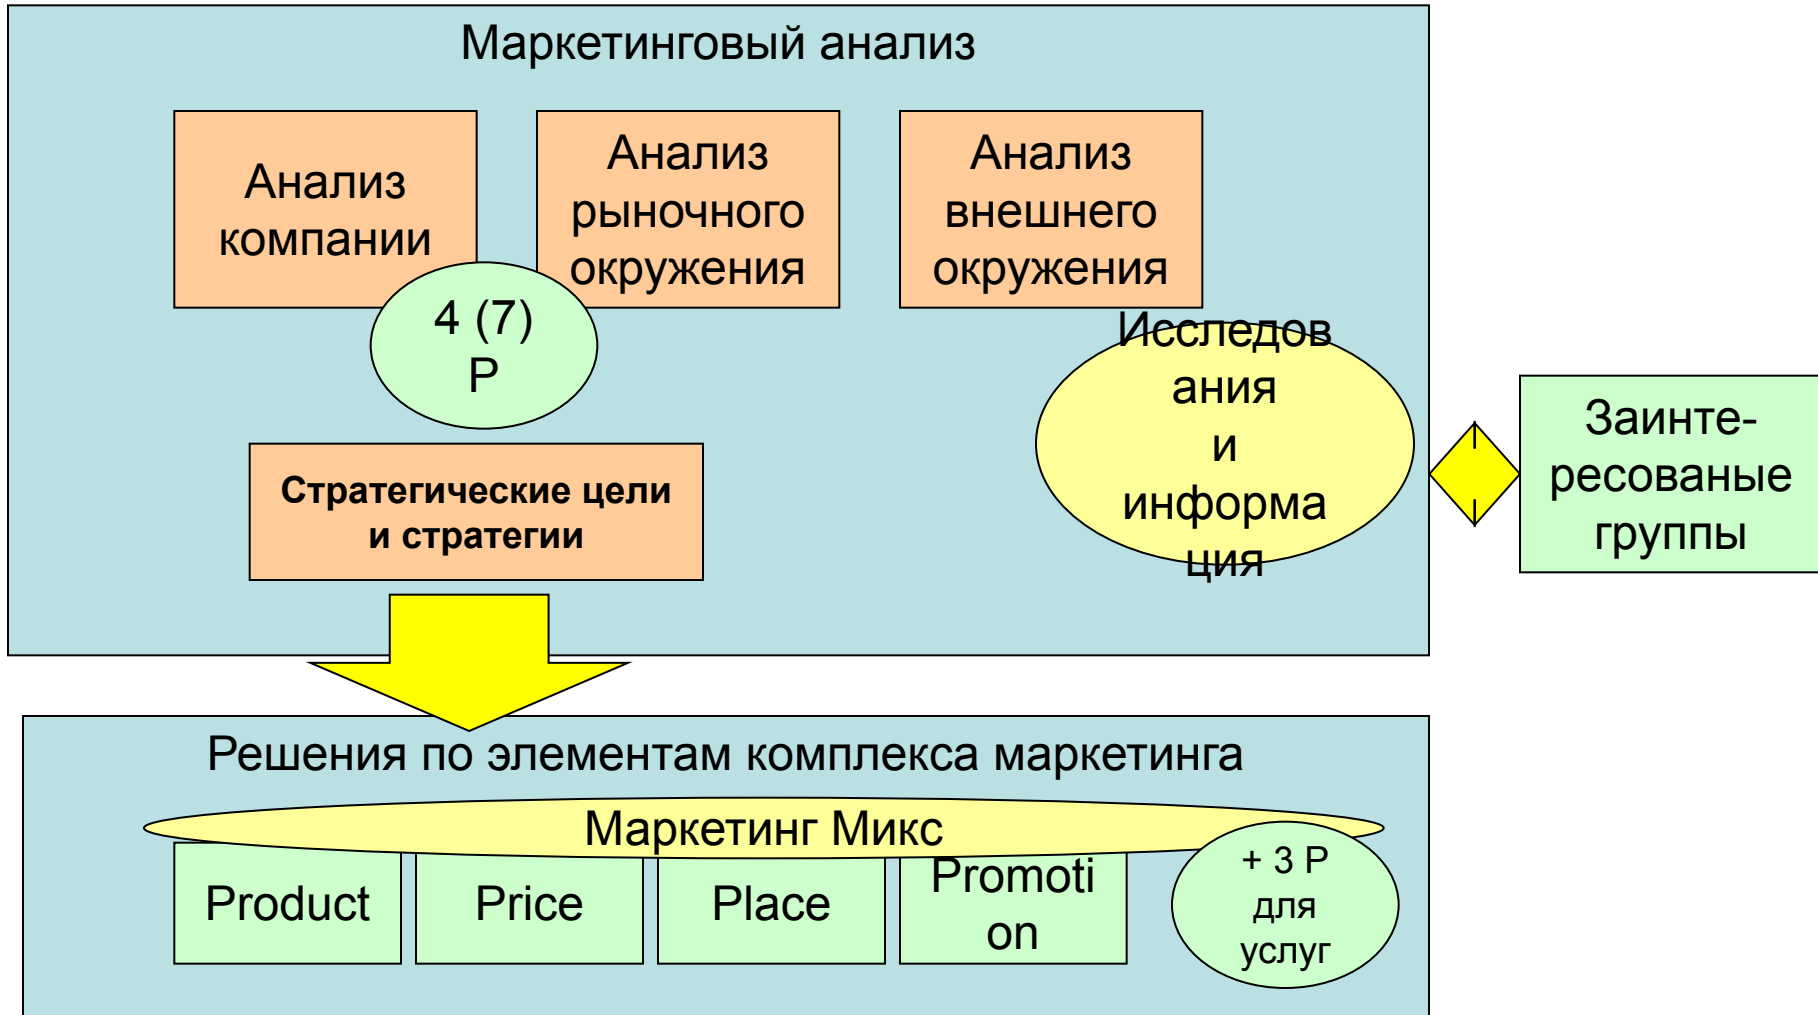 Маркетинговый анализ
Анализ
компании
Анализ
рыночного
окружения
Анализ
внешнего
окружения
4 (7)
P
Исследов
ания
и
информа
ция
Заинте-
ресованые
группы
Стратегические цели
и стратегии
Решения по элементам комплекса маркетинга
Маркетинг Микс
Product
Price
Place
Promoti
on
+ 3 P
для
услуг